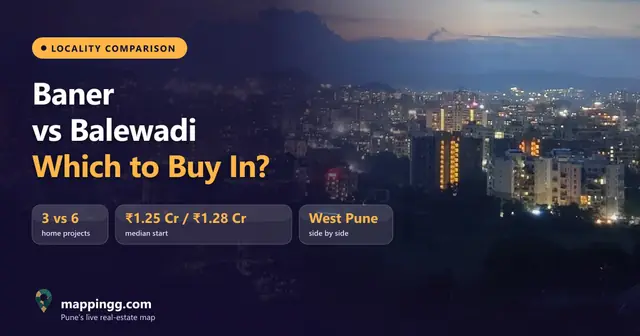 LOCALITY COMPARISON
Baner
vs Balewadi
Which to Buy In?
3 vs 6
home projects
₹1.25 Cr / ₹1.28 Cr
median start
West Pune
side by side
mappingg.com
Pune's live real-estate map